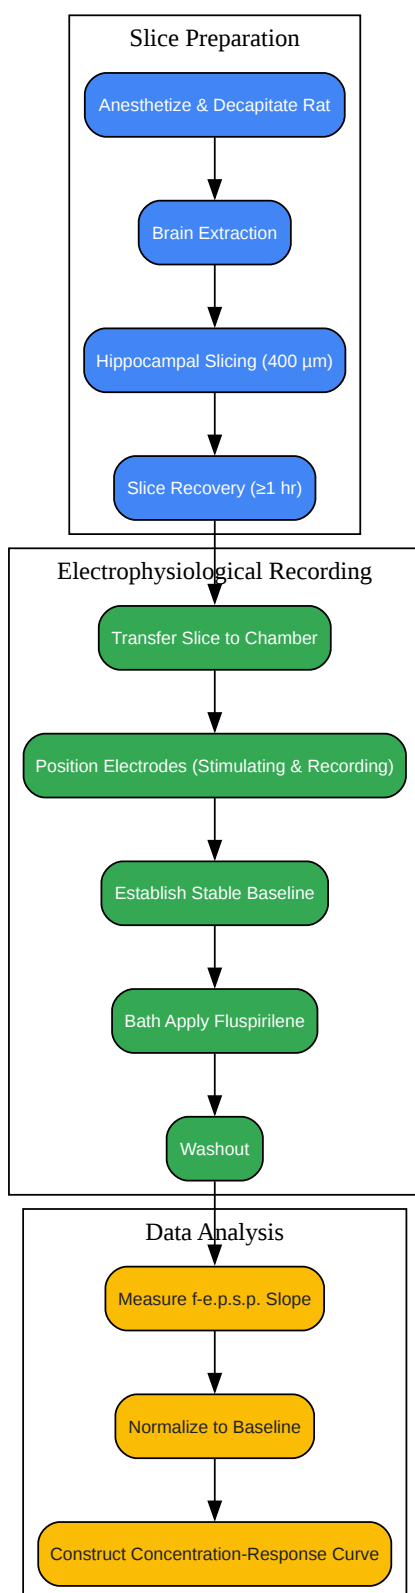 Slice Preparation
Anesthetize & Decapitate Rat
Brain Extraction
Hippocampal Slicing (400 µm)
Slice Recovery (≥1 hr)
Electrophysiological Recording
Transfer Slice to Chamber
Position Electrodes (Stimulating & Recording)
Establish Stable Baseline
Bath Apply Fluspirilene
Washout
Data Analysis
Measure f-e.p.s.p. Slope
Normalize to Baseline
Construct Concentration-Response Curve